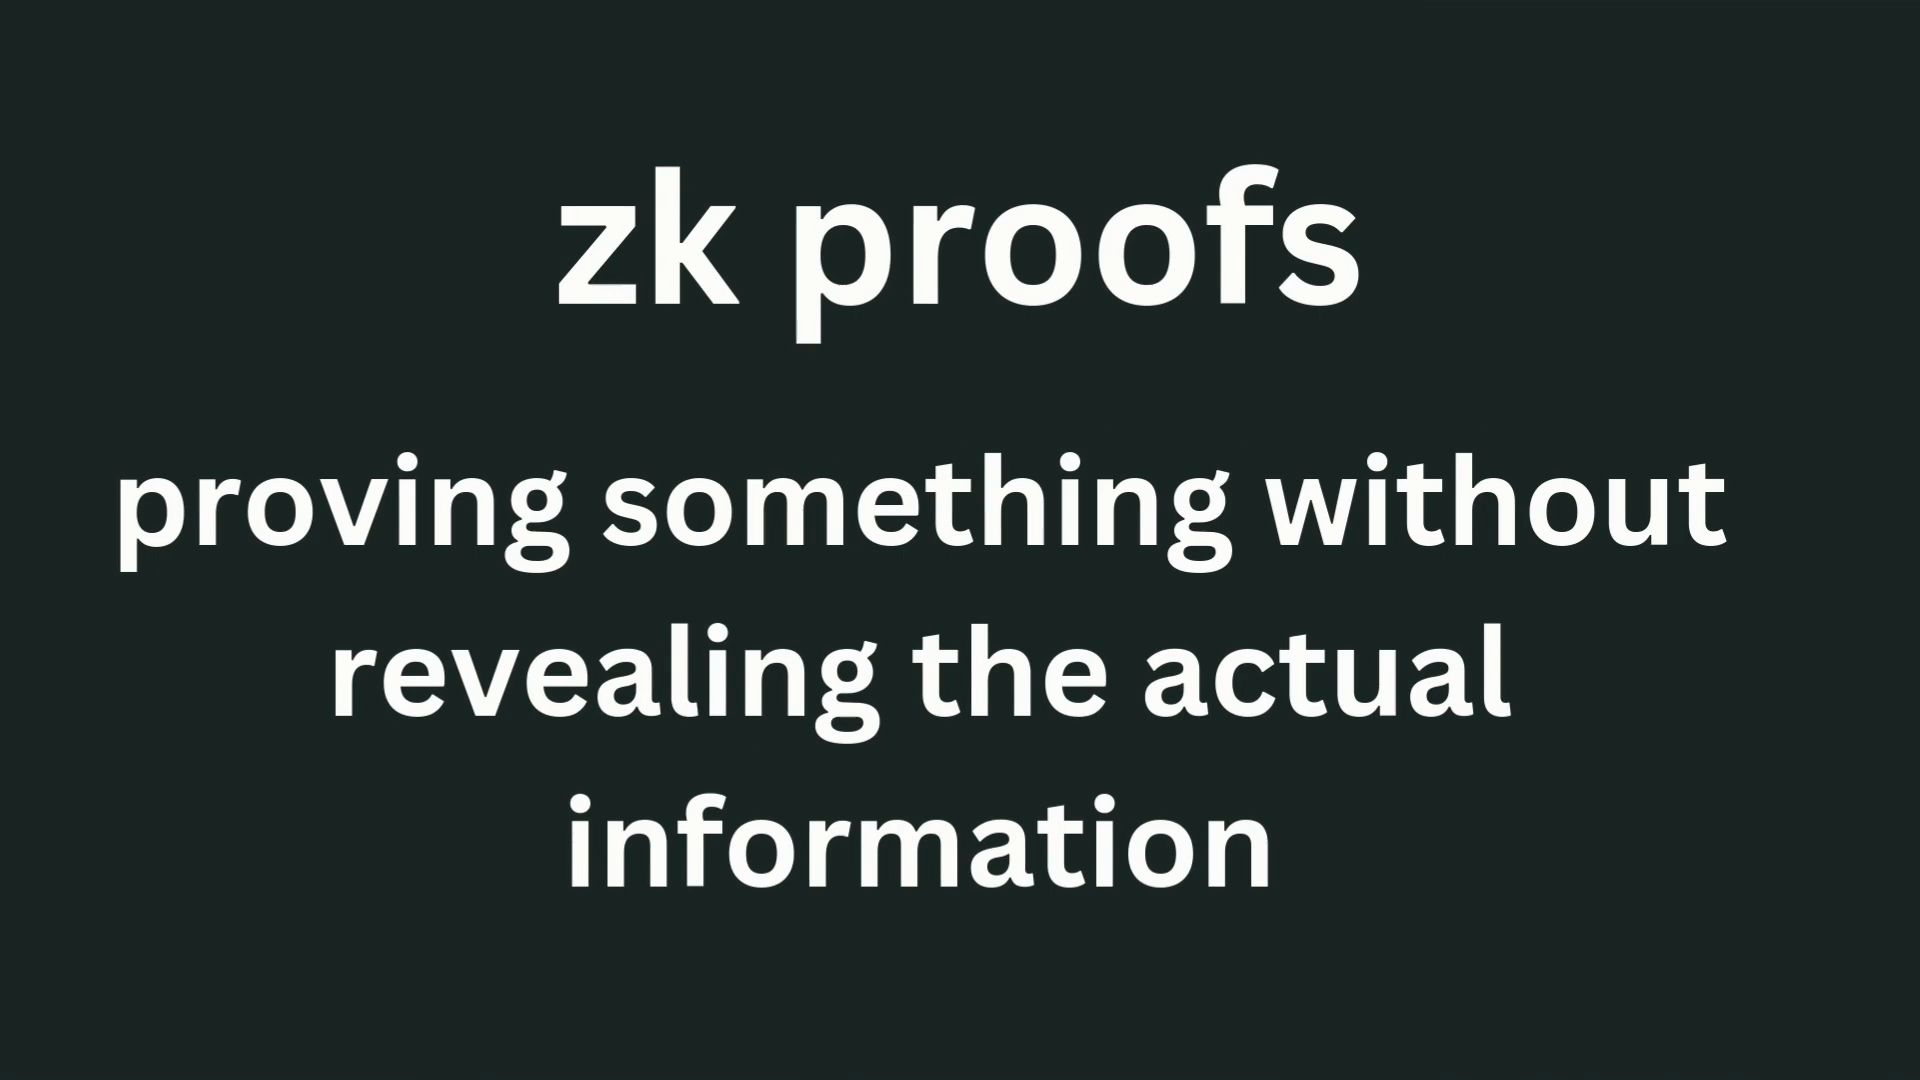 zk proofs
proving something without
revealing the actual
information